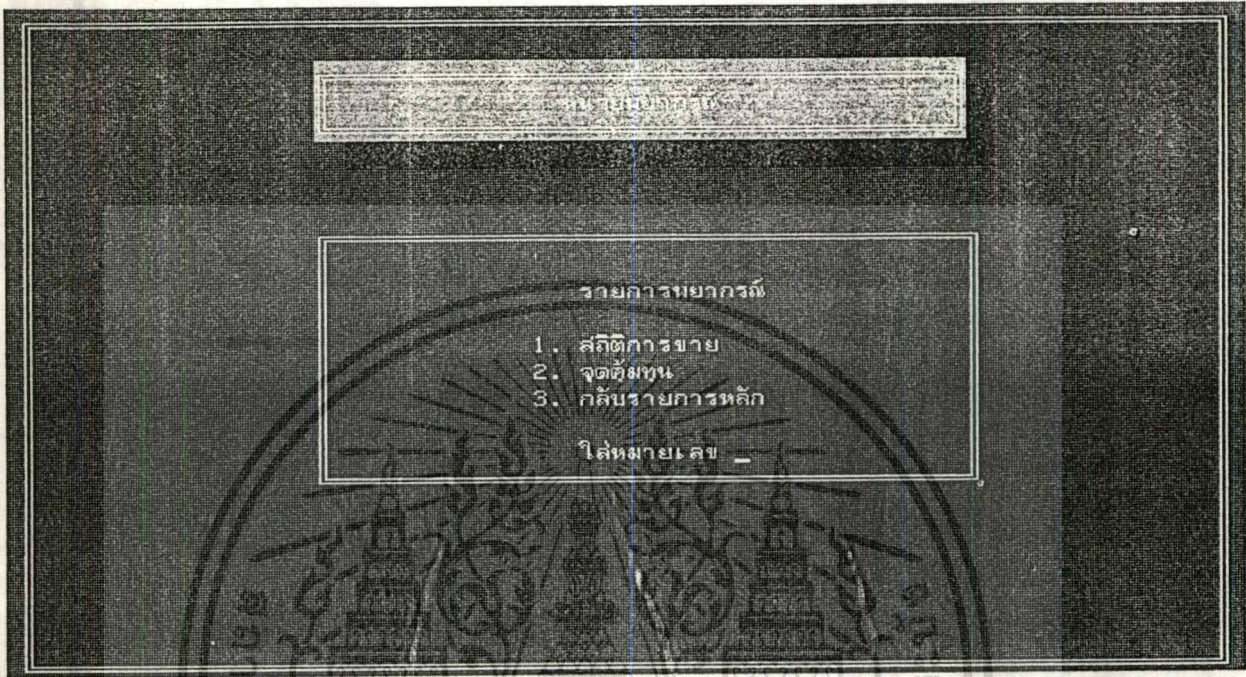 รายการพยากรณ์
1. สถิติการขาย
2. จุดคุ้มทุน
3. กลับรายการหลัก
ใส่หมายเลข _